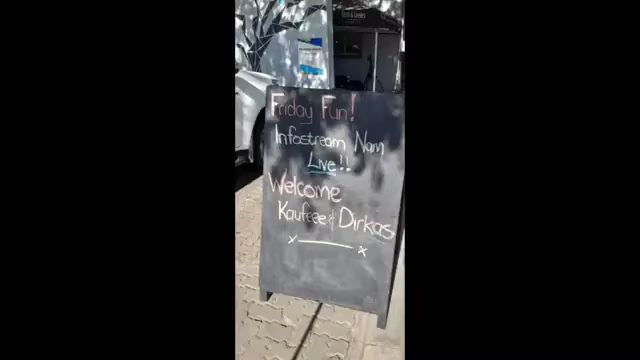 Friday Fun!
Infostream Nam
Live!!
Welcome
Kaufeee & Dirkas
x x